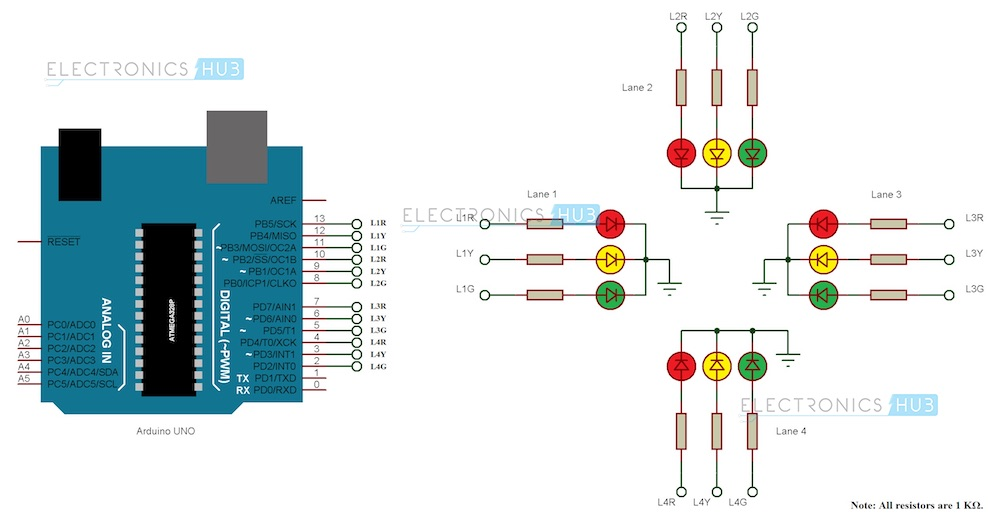 ELECTRONICS HUB
AREF
RESET
PB5/SCK 13 L1R
PB4/MISO 12 L1Y
~PB3/MOSI/OC2A 11 L1G
~ PB2/SS/OC1B 10 L2R
~ PB1/OC1A 9 L2Y
PB0/ICP1/CLKO 8 L2G
PD7/AIN1 7 L3R
~ PD6/AIN0 6 L3Y
~ PD5/T1 5 L3G
PD4/T0/XCK 4 L4R
~ PD3/INT1 3 L4Y
PD2/INT0 2 L4G
TX PD1/TXD 1
RX PD0/RXD 0
ATMEGA328P
DIGITAL (~PWM)
ANALOG IN
A0 PC0/ADC0
A1 PC1/ADC1
A2 PC2/ADC2
A3 PC3/ADC3
A4 PC4/ADC4/SDA
A5 PC5/ADC5/SCL
Arduino UNO
L2R L2Y L2G
Lane 2
Lane 1
ELECTRONICS HUB
L1R
L1Y
L1G
Lane 3
L3R
L3Y
L3G
ELECTRONICS HUB
Lane 4
L4R L4Y L4G
Note: All resistors are 1 KΩ.